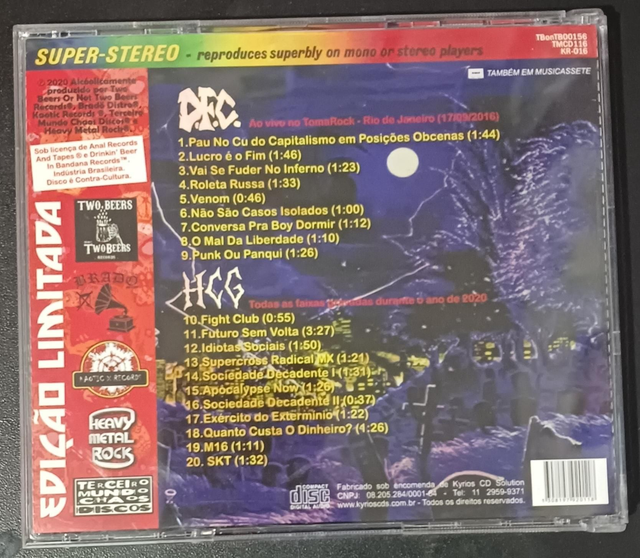 SUPER-STEREO - reproduces superbly on mono or stereo players
TBonTB00156
TMCD116
KR-016
TAMBÉM EM MUSICASSETE
© 2020 Alcoólicamente
produzido por Two
Beers Or Not Two Beers
Records®, Brado Distro®,
Kaotic Records ®, Terceiro
Mundo Chaos Discos® e
Heavy Metal Rock®.
Sob licença de Anal Records
And Tapes ® e Drinkin' Beer
In Bandana Records™.
Indústria Brasileira.
Disco é Contra-Cultura.
EDIÇÃO LIMITADA
TWO BEERS
TWO BEERS
RECORDS
BRADO
KAOTIC RECORDS
HEAVY
METAL
ROCK
TERCEIRO
MUNDO
CHAOS
DISCOS
D.F.C.
Ao vivo no TomaRock - Rio de Janeiro (17/09/2016)
1.Pau No Cu do Capitalismo em Posições Obcenas (1:44)
2.Lucro é o Fim (1:46)
3.Vai Se Fuder No Inferno (1:23)
4.Roleta Russa (1:33)
5.Venom (0:46)
6.Não São Casos Isolados (1:00)
7.Conversa Pra Boy Dormir (1:12)
8.O Mal Da Liberdade (1:10)
9.Punk Ou Panqui (1:26)
HCG
Todas as faixas gravadas durante o ano de 2020
10.Fight Club (0:55)
11.Futuro Sem Volta (3:27)
12.Idiotas Sociais (1:50)
13.Supercross Radical MX (1:21)
14.Sociedade Decadente I (1:31)
15.Apocalypse Now (1:26)
16.Sociedade Decadente II (0:37)
17.Exército do Extermínio (1:22)
18.Quanto Custa O Dinheiro? (1:26)
19.M16 (1:11)
20. SKT (1:32)
COMPACT
disc
DIGITAL AUDIO
Fabricado sob encomenda de Kyrios CD Solution
CNPJ: 08.205.284/0001-84 - Tel: 11 2959-9371
www.kyrioscds.com.br - Todos os direitos reservados.